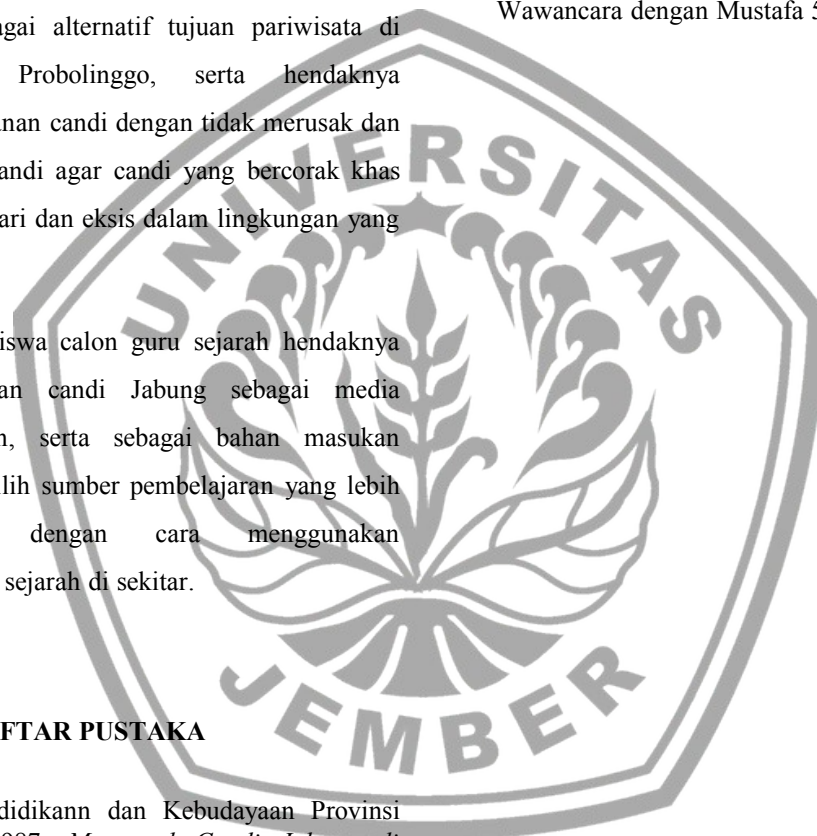 agai alternatif tujuan pariwisata di
Probolinggo, serta hendaknya
anan candi dengan tidak merusak dan
andi agar candi yang bercorak khas
ari dan eksis dalam lingkungan yang
iswa calon guru sejarah hendaknya
an candi Jabung sebagai media
n, serta sebagai bahan masukan
ilih sumber pembelajaran yang lebih
dengan cara menggunakan
sejarah di sekitar.
FTAR PUSTAKA
didikann dan Kebudayaan Provinsi
Wawancara dengan Mustafa
UNIVERSITAS
JEMBER